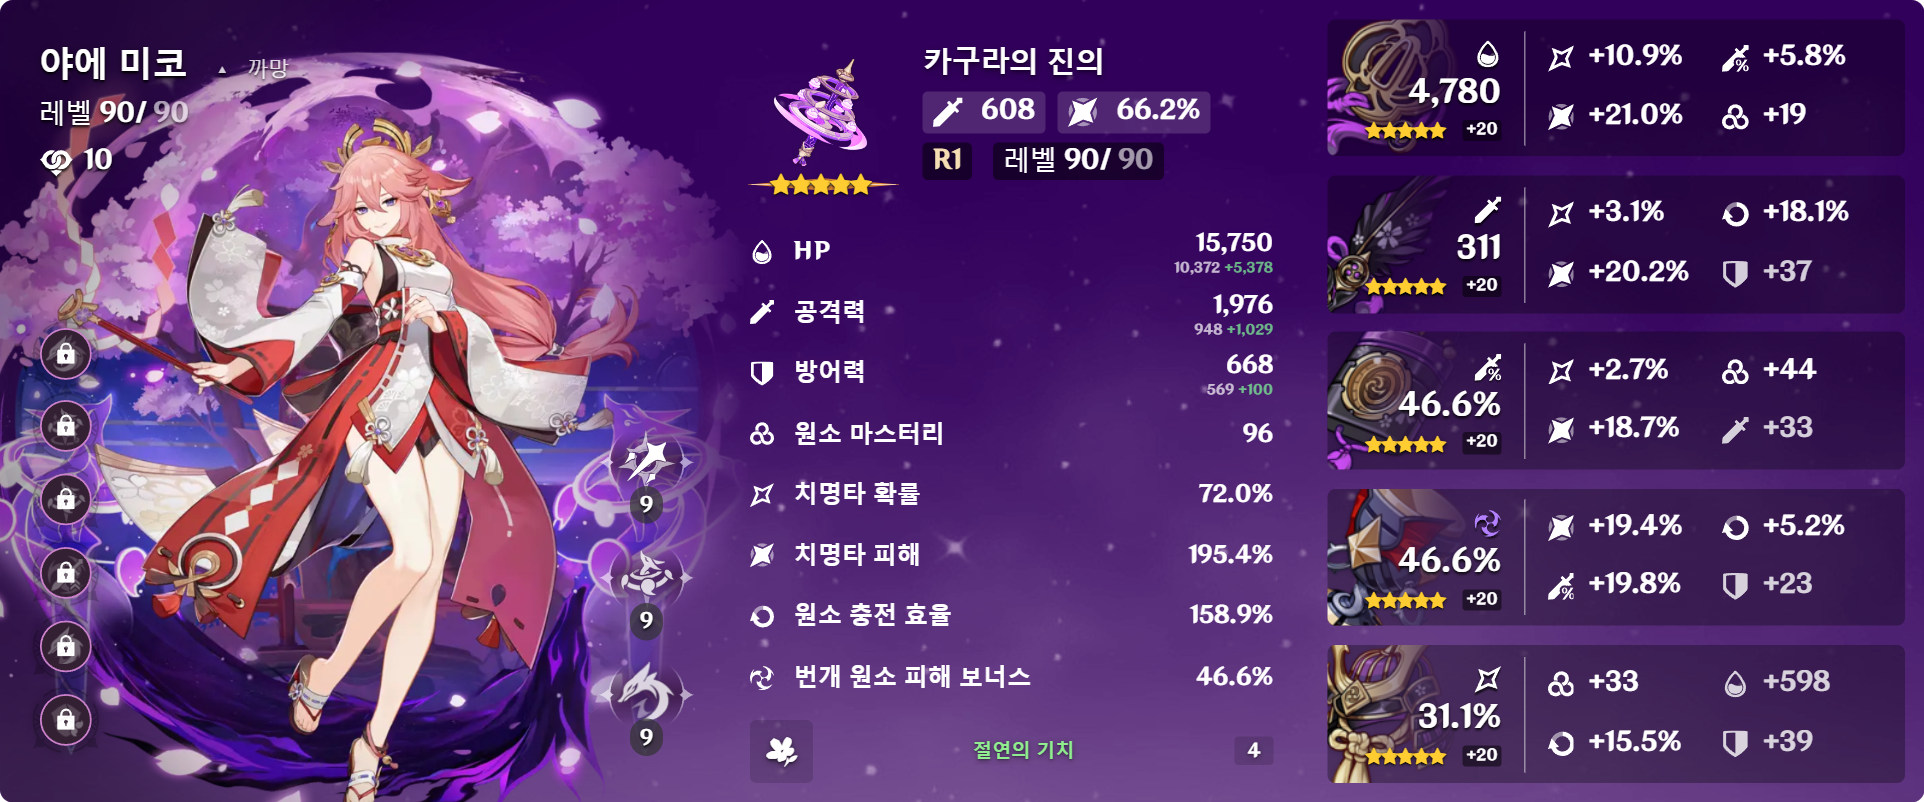 야에 미코
까망
레벨 90/ 90
10
9
9
9
카구라의 진의
608 66.2%
R1 레벨 90/ 90
HP 15,750
10,372 +5,378
공격력 1,976
948 +1,029
방어력 668
569 +100
원소 마스터리 96
치명타 확률 72.0%
치명타 피해 195.4%
원소 충전 효율 158.9%
번개 원소 피해 보너스 46.6%
절연의 기치 4
4,780
+20
+10.9% +5.8%
+21.0% +19
311
+20
+3.1% +18.1%
+20.2% +37
46.6%
+20
+2.7% +44
+18.7% +33
46.6%
+20
+19.4% +5.2%
+19.8% +23
31.1%
+20
+33 +598
+15.5% +39